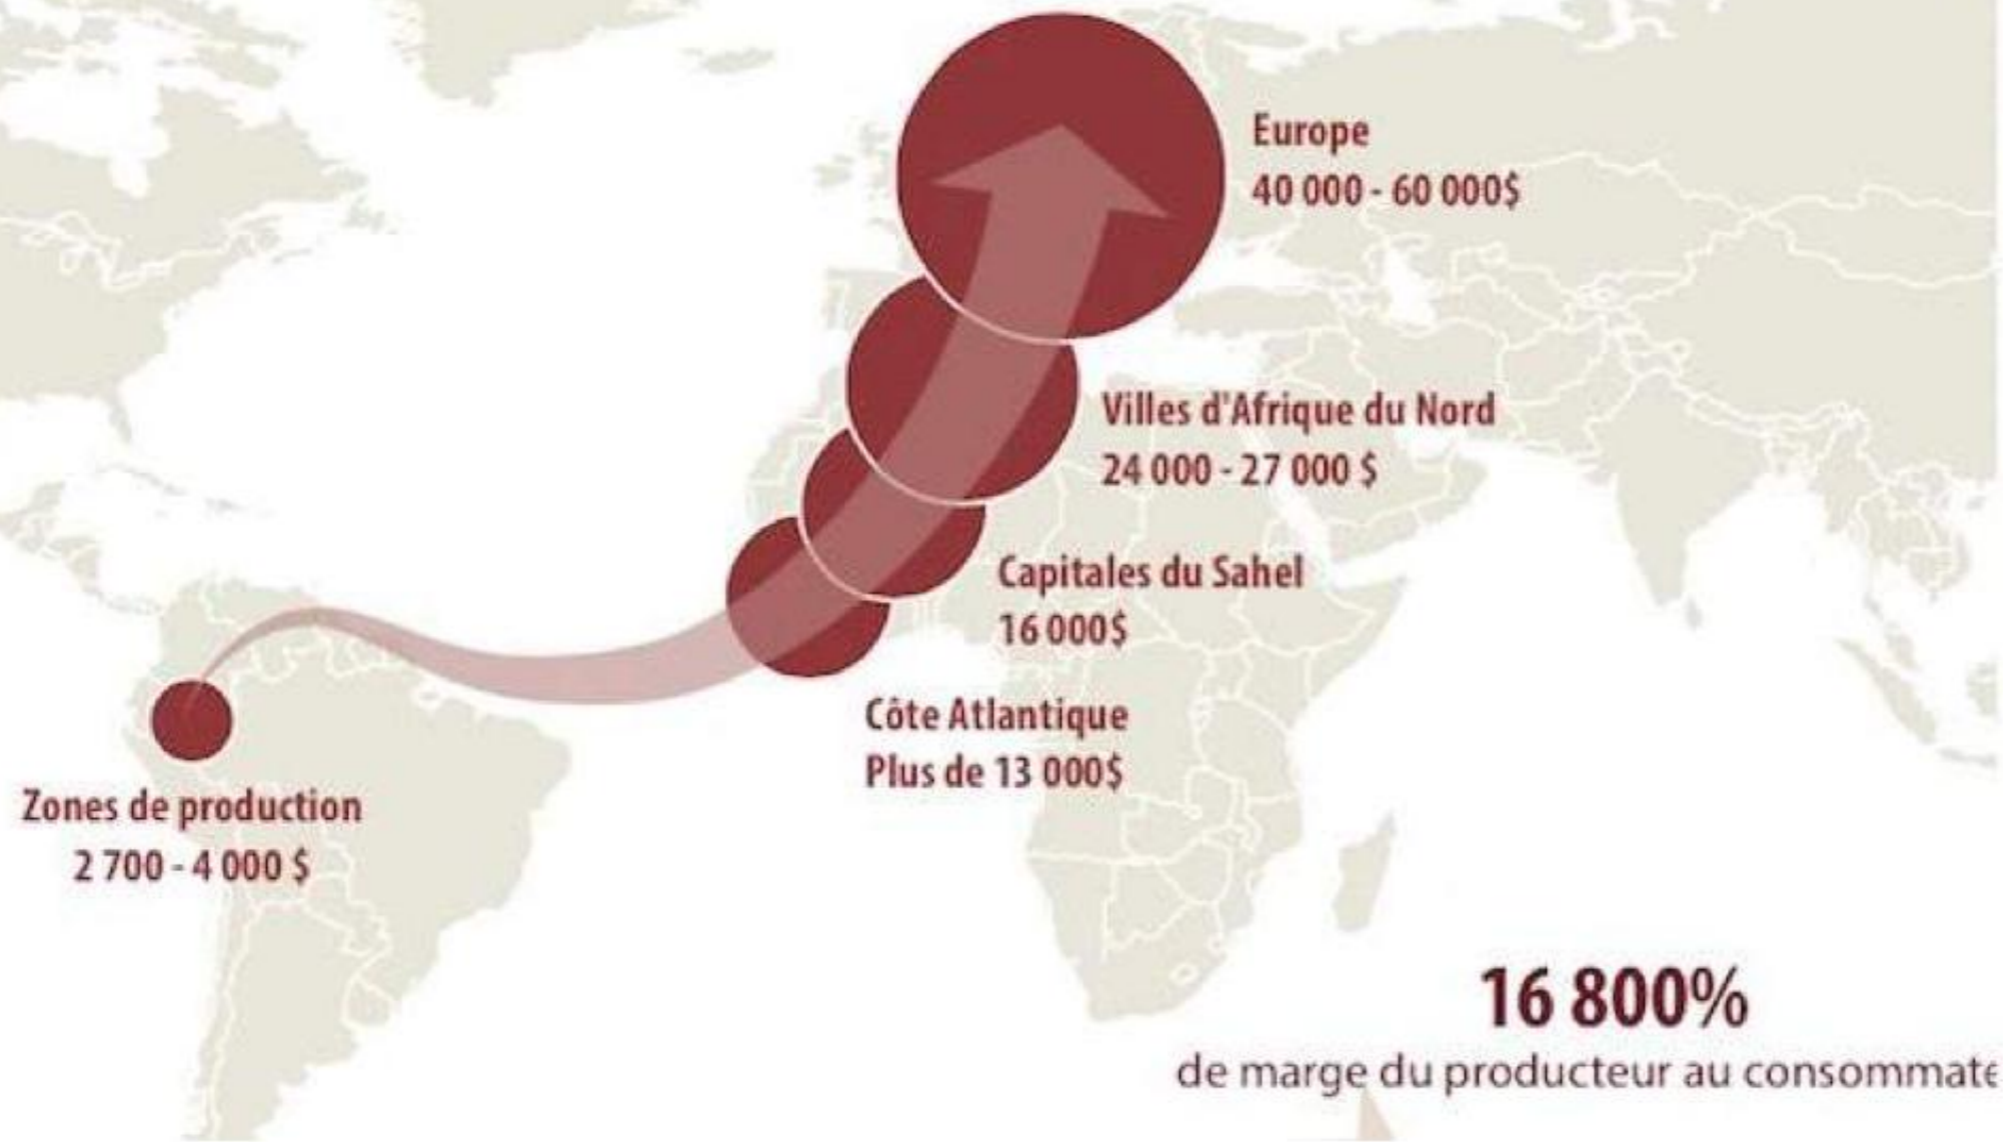 Europe
40 000 - 60 000$
Villes d'Afrique du Nord
24 000 - 27 000 $
Capitales du Sahel
16 000$
Côte Atlantique
Plus de 13 000$
Zones de production
2 700 - 4 000 $
16 800%
de marge du producteur au consommate